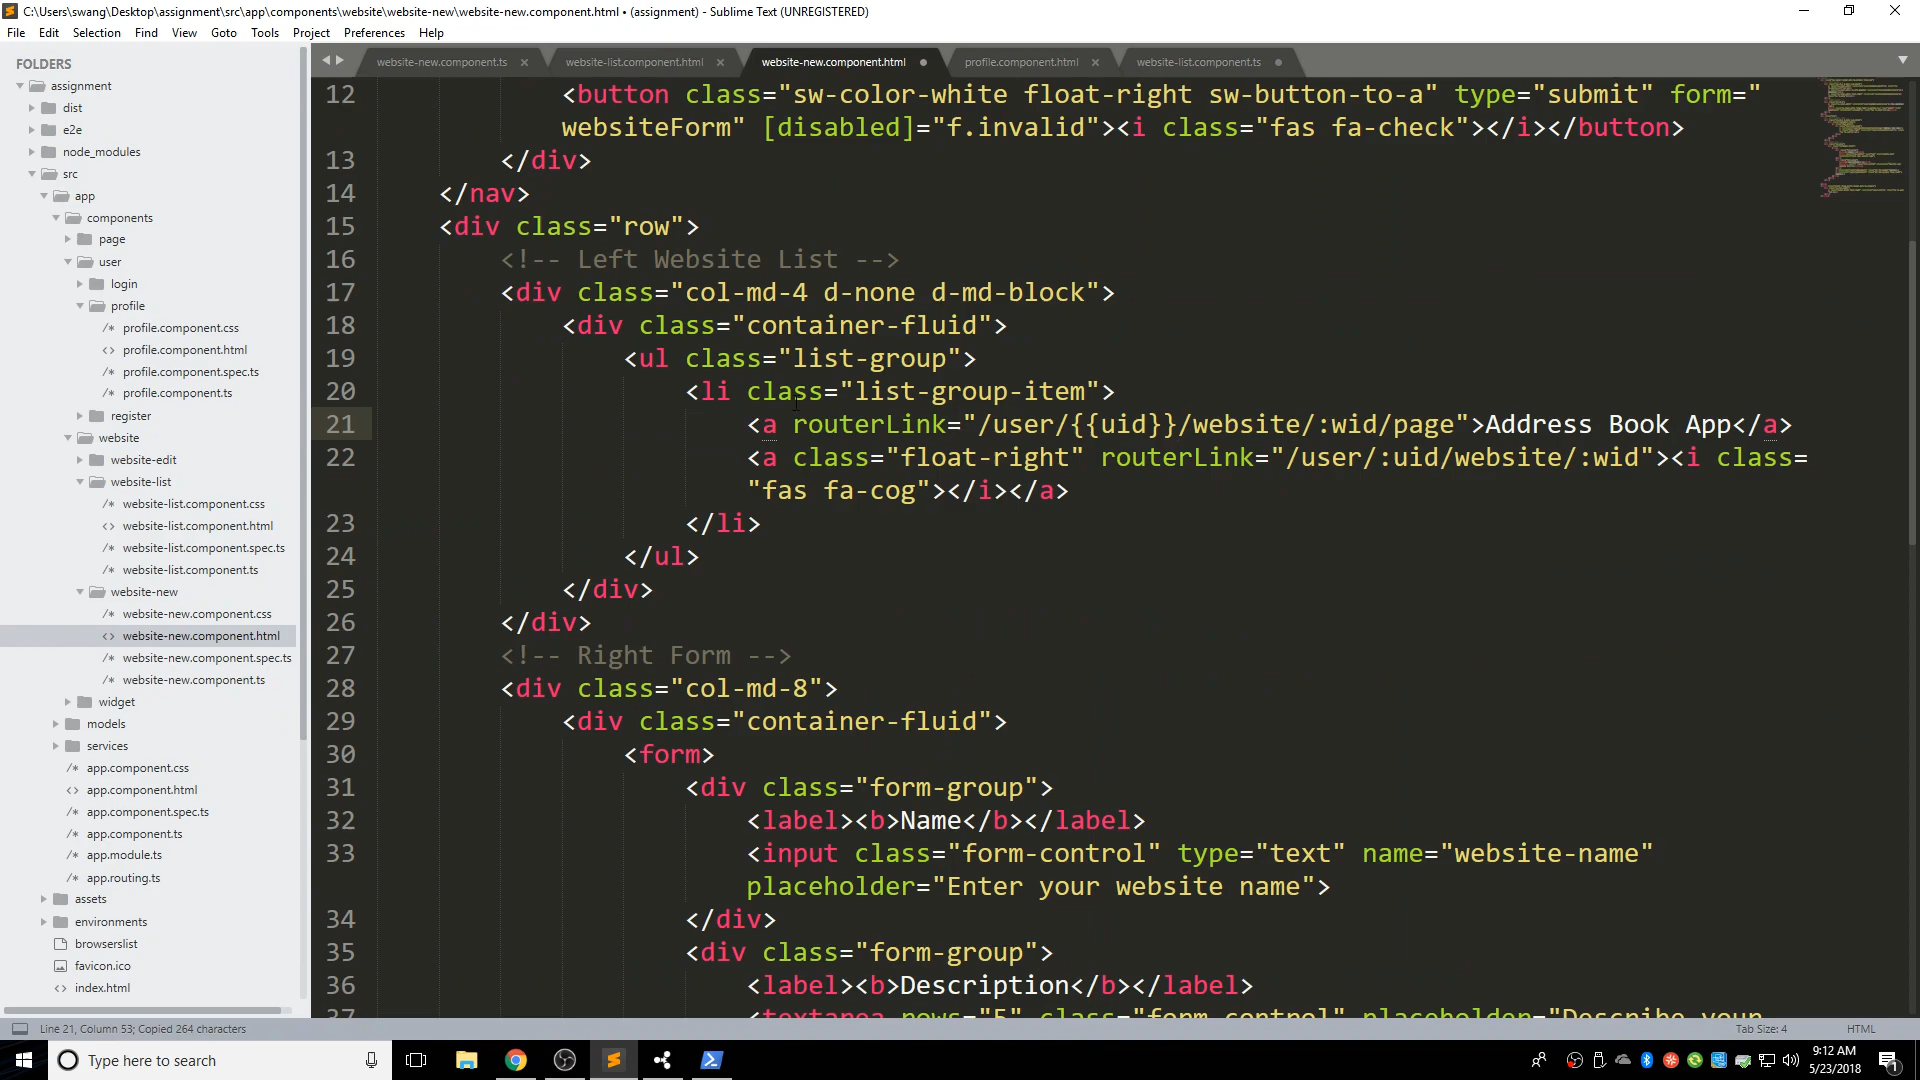 C:\Users\swang\Desktop\assignment\src\app\components\website\website-new\website-new.component.html • (assignment) - Sublime Text (UNREGISTERED)
File Edit Selection Find View Goto Tools Project Preferences Help
FOLDERS
assignment
dist
e2e
node_modules
src
app
components
page
user
login
profile
/* profile.component.css
<> profile.component.html
/* profile.component.spec.ts
/* profile.component.ts
register
website
website-edit
website-list
/* website-list.component.css
<> website-list.component.html
/* website-list.component.spec.ts
/* website-list.component.ts
website-new
/* website-new.component.css
<> website-new.component.html
/* website-new.component.spec.ts
/* website-new.component.ts
widget
models
services
/* app.component.css
<> app.component.html
/* app.component.spec.ts
/* app.component.ts
/* app.module.ts
/* app.routing.ts
assets
environments
browserslist
favicon.ico
<> index.html
website-new.component.ts × website-list.component.html × website-new.component.html • profile.component.html × website-list.component.ts •
12 <button class="sw-color-white float-right sw-button-to-a" type="submit" form="
websiteForm" [disabled]="f.invalid"><i class="fas fa-check"></i></button>
13 </div>
14 </nav>
15 <div class="row">
16 <!-- Left Website List -->
17 <div class="col-md-4 d-none d-md-block">
18 <div class="container-fluid">
19 <ul class="list-group">
20 <li class="list-group-item">
21 <a routerLink="/user/{{uid}}/website/:wid/page">Address Book App</a>
22 <a class="float-right" routerLink="/user/:uid/website/:wid"><i class=
"fas fa-cog"></i></a>
23 </li>
24 </ul>
25 </div>
26 </div>
27 <!-- Right Form -->
28 <div class="col-md-8">
29 <div class="container-fluid">
30 <form>
31 <div class="form-group">
32 <label><b>Name</b></label>
33 <input class="form-control" type="text" name="website-name"
placeholder="Enter your website name">
34 </div>
35 <div class="form-group">
36 <label><b>Description</b></label>
37 <textarea rows="5" class="form-control" placeholder="Describe your
Line 21, Column 53; Copied 264 characters
Tab Size: 4
HTML
Type here to search
9:12 AM
5/23/2018
1